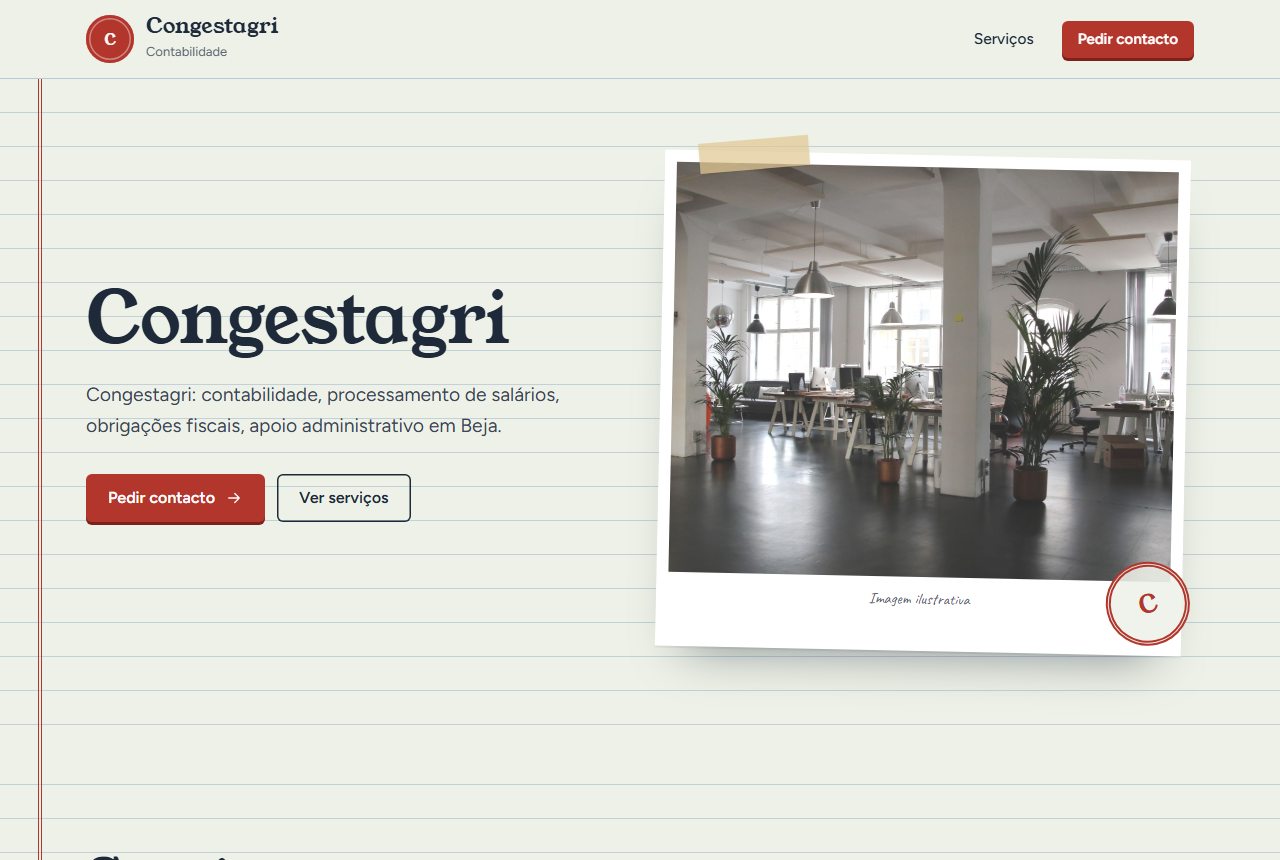 C
Congestagri
Contabilidade
Serviços
Pedir contacto
Congestagri
Congestagri: contabilidade, processamento de salários,
obrigações fiscais, apoio administrativo em Beja.
Pedir contacto →
Ver serviços
Imagem ilustrativa
C